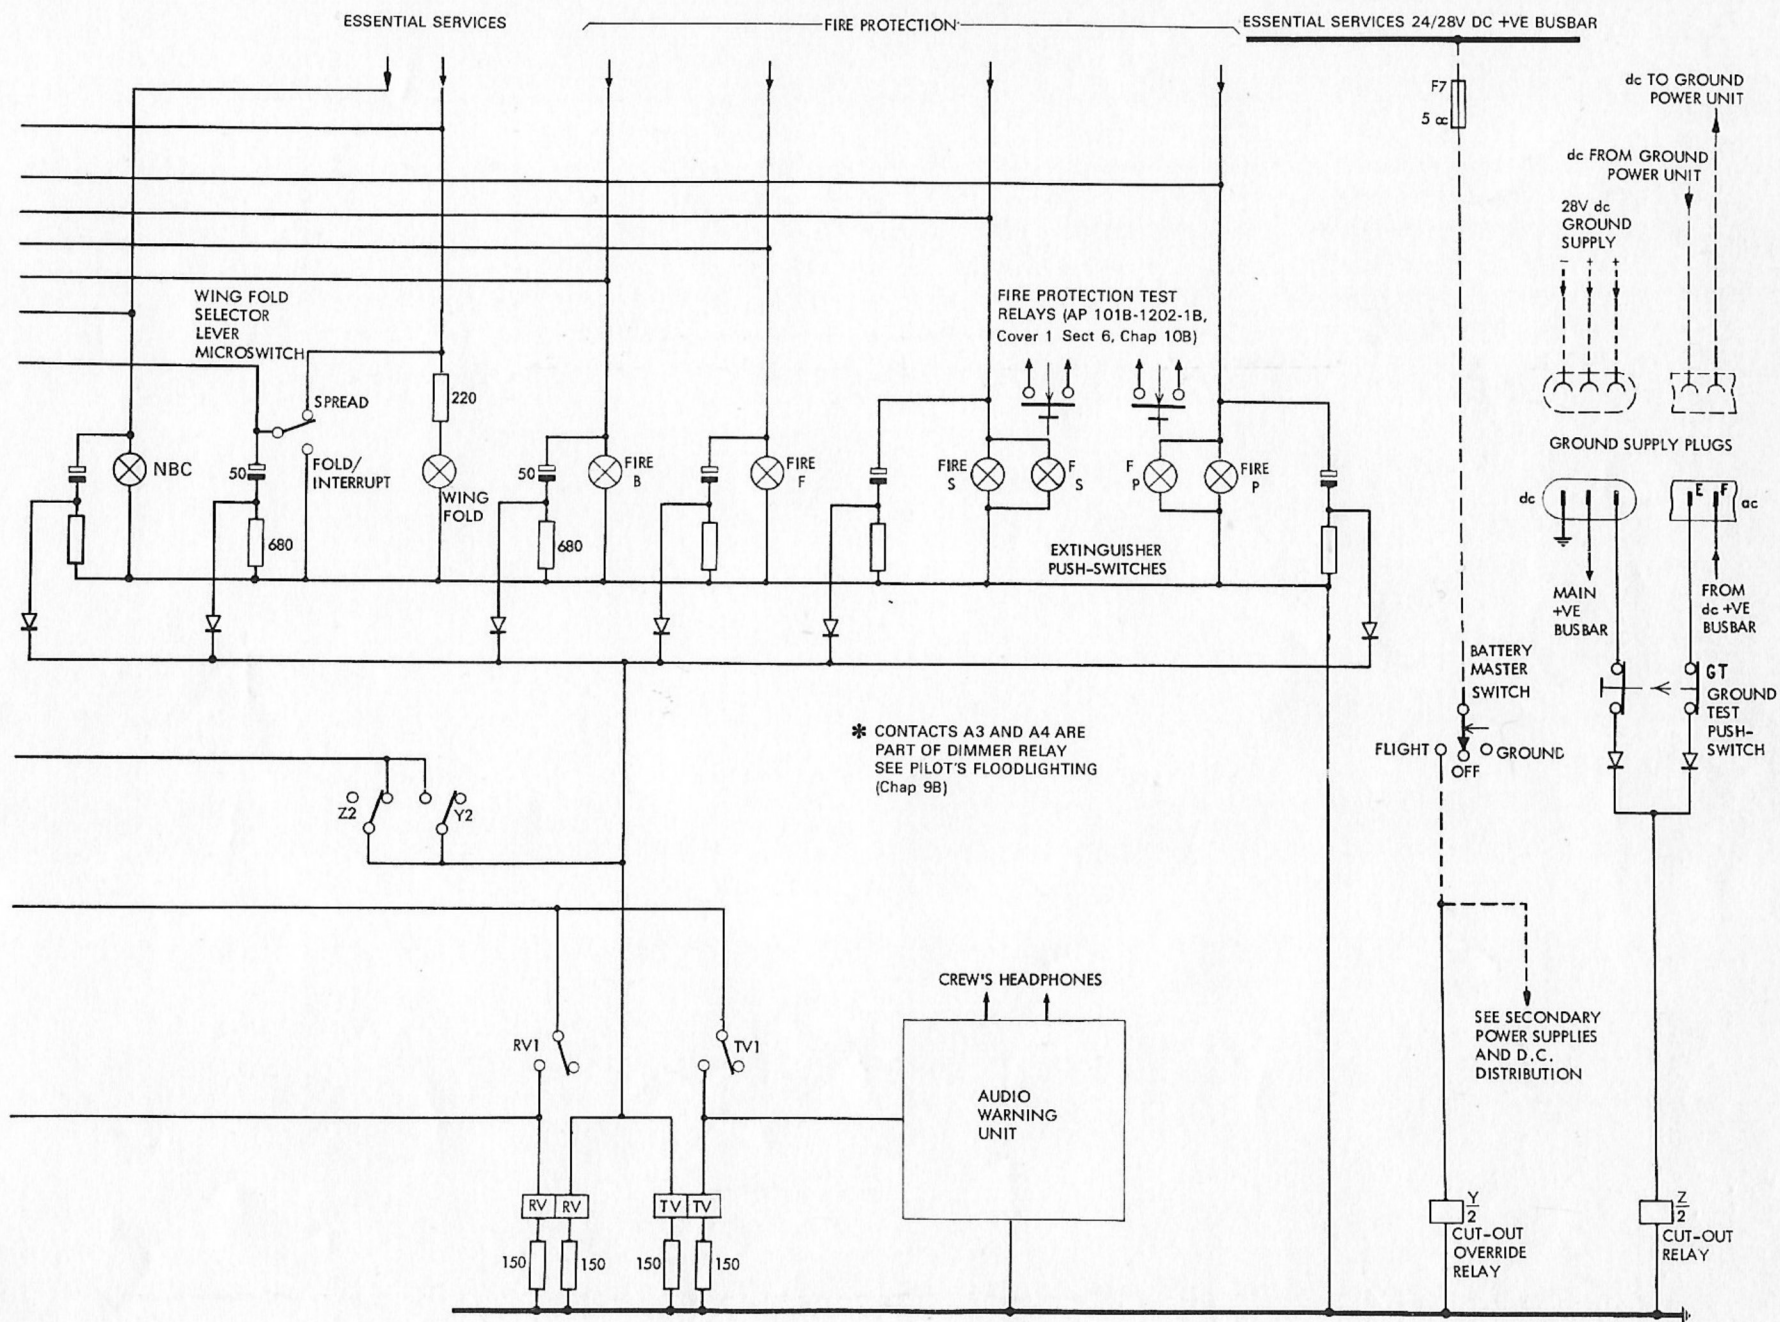 ESSENTIAL SERVICES
FIRE PROTECTION
ESSENTIAL SERVICES 24/28V DC +VE BUSBAR
F7
5 ∝
dc TO GROUND
POWER UNIT
dc FROM GROUND
POWER UNIT
28V dc
GROUND
SUPPLY
- + +
WING FOLD
SELECTOR
LEVER
MICROSWITCH
FIRE PROTECTION TEST
RELAYS (AP 101B-1202-1B,
Cover 1 Sect 6, Chap 10B)
SPREAD
220
FOLD/
INTERRUPT
NBC
50
WING
FOLD
50
FIRE
B
FIRE
F
FIRE
S
F
S
F
P
FIRE
P
GROUND SUPPLY PLUGS
dc
E F
ac
680
680
EXTINGUISHER
PUSH-SWITCHES
MAIN
+VE
BUSBAR
FROM
dc +VE
BUSBAR
BATTERY
MASTER
SWITCH
GT
GROUND
TEST
PUSH-
SWITCH
* CONTACTS A3 AND A4 ARE
PART OF DIMMER RELAY
SEE PILOT'S FLOODLIGHTING
(Chap 9B)
FLIGHT
OFF
GROUND
Z2
Y2
CREW'S HEADPHONES
SEE SECONDARY
POWER SUPPLIES
AND D.C.
DISTRIBUTION
RV1
TV1
AUDIO
WARNING
UNIT
RV RV
TV TV
150
150
150
150
Y
2
CUT-OUT
OVERRIDE
RELAY
Z
2
CUT-OUT
RELAY